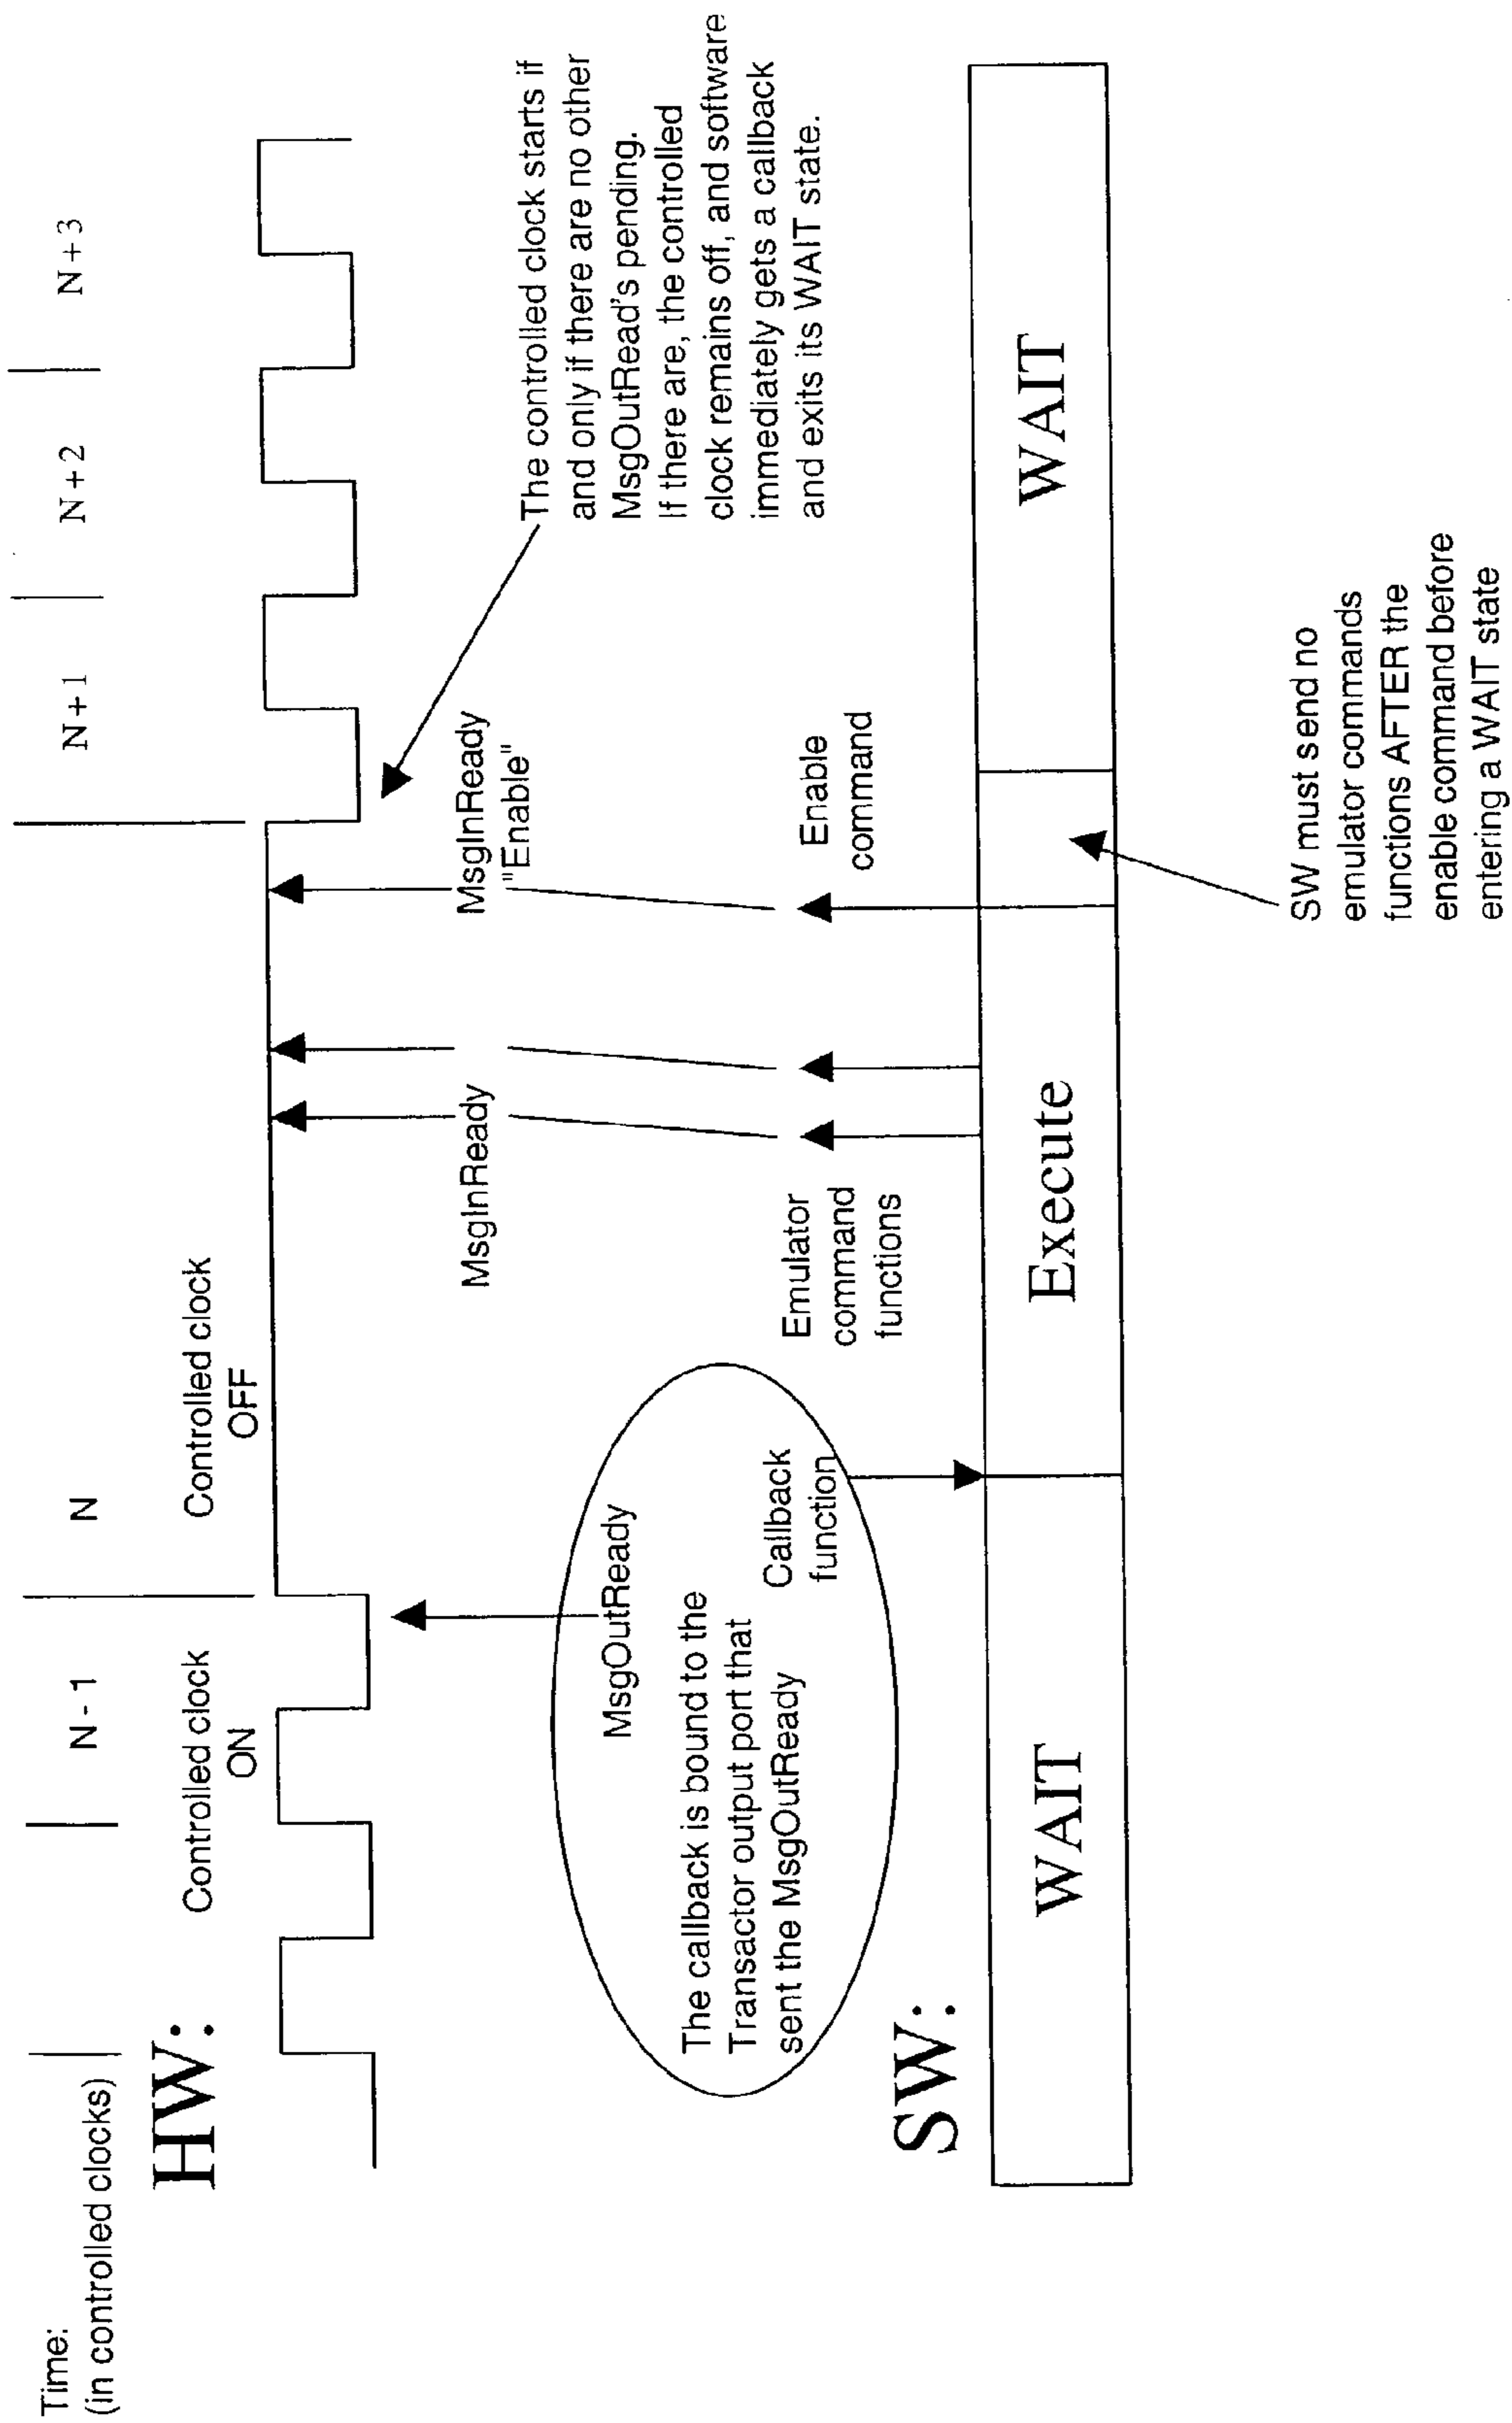 Time:
(in controlled clocks)
N - 1
N
N + 1
N + 2
N + 3
HW:
Controlled clock
ON
Controlled clock
OFF
MsgOutReady
The callback is bound to the
Transactor output port that
sent the MsgOutReady
Callback
function
MsgInReady
Emulator
command
functions
MsgInReady
"Enable"
Enable
command
The controlled clock starts if
and only if there are no other
MsgOutRead's pending.
If there are, the controlled
clock remains off, and software
immediately gets a callback
and exits its WAIT state.
SW:
WAIT
Execute
WAIT
SW must send no
emulator commands
functions AFTER the
enable command before
entering a WAIT state